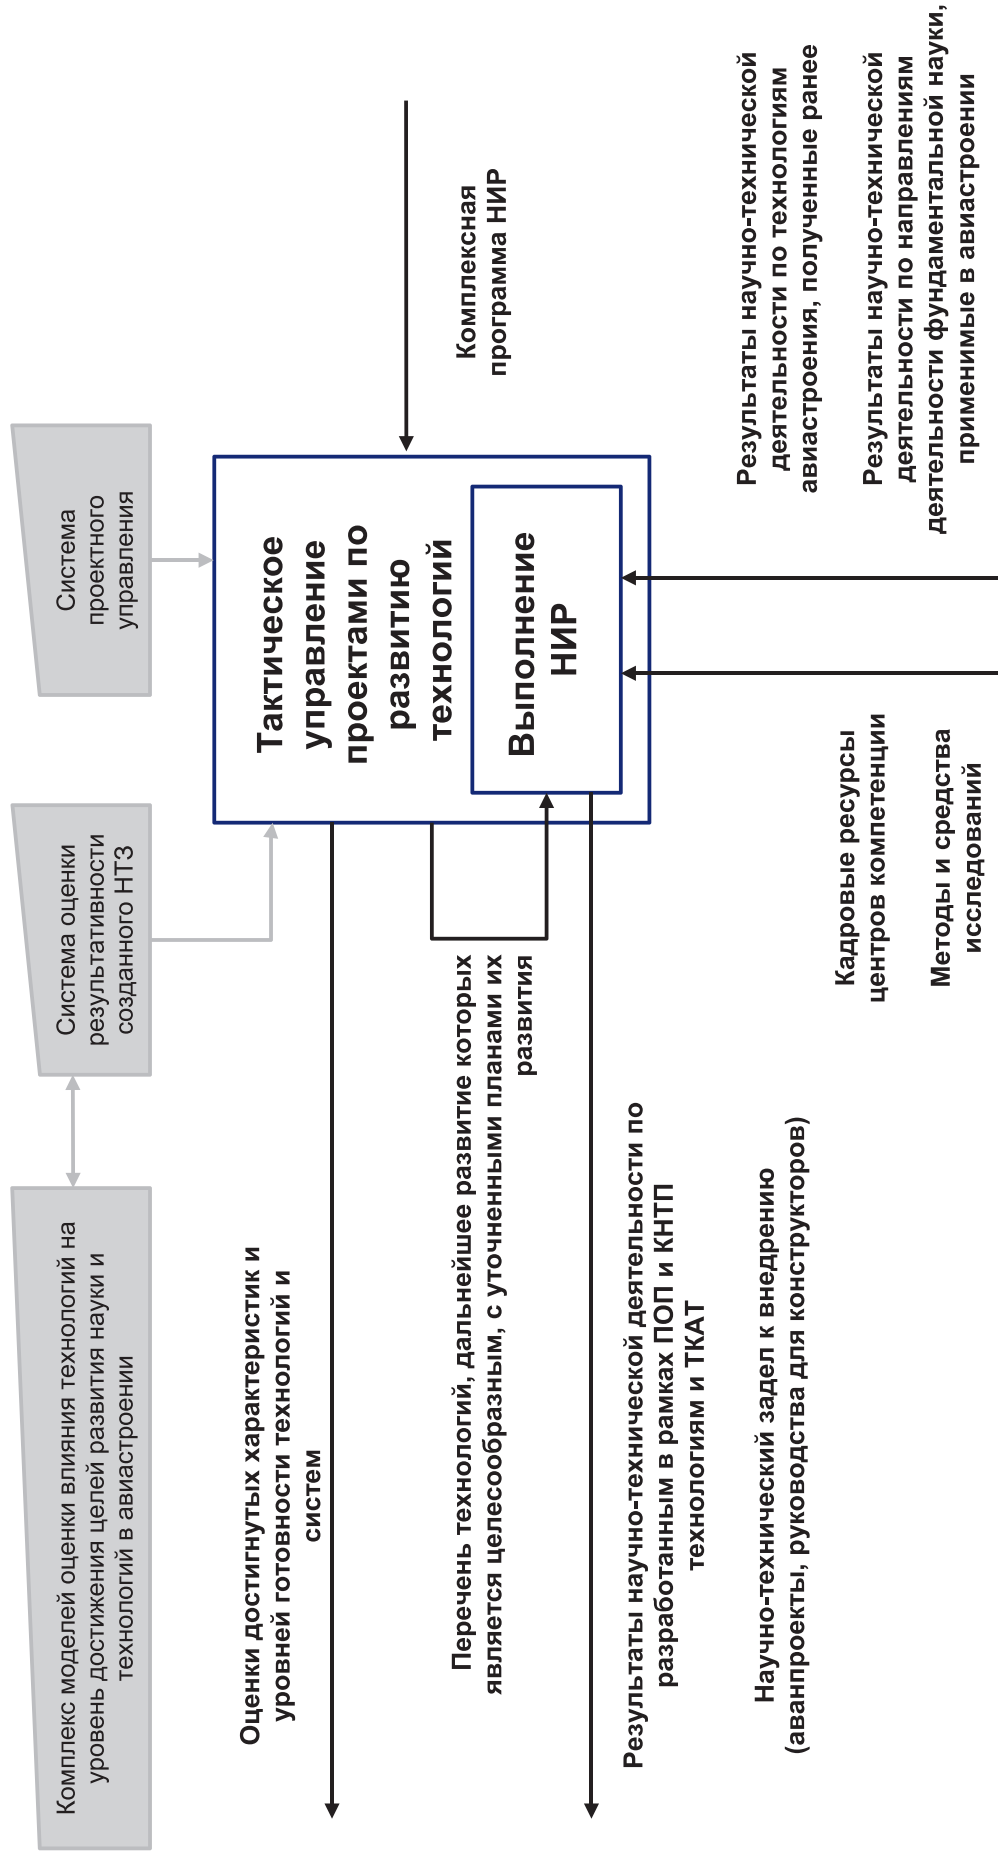 Комплекс моделей оценки влияния технологий на
уровень достижения целей развития науки и
технологий в авиастроении
Система оценки
результативности
созданного НТЗ
Система
проектного
управления
Оценки достигнутых характеристик и
уровней готовности технологий и
систем
Тактическое
управление
проектами по
развитию
технологий
Выполнение
НИР
Комплексная
программа НИР
Перечень технологий, дальнейшее развитие которых
является целесообразным, с уточненными планами их
развития
Результаты научно-технической деятельности по
разработанным в рамках ПОП и КНТП
технологиям и ТКАТ
Научно-технический задел к внедрению
(аванпроекты, руководства для конструкторов)
Кадровые ресурсы
центров компетенции
Методы и средства
исследований
Результаты научно-технической
деятельности по технологиям
авиастроения, полученные ранее
Результаты научно-технической
деятельности по направлениям
деятельности фундаментальной науки,
применимые в авиастроении